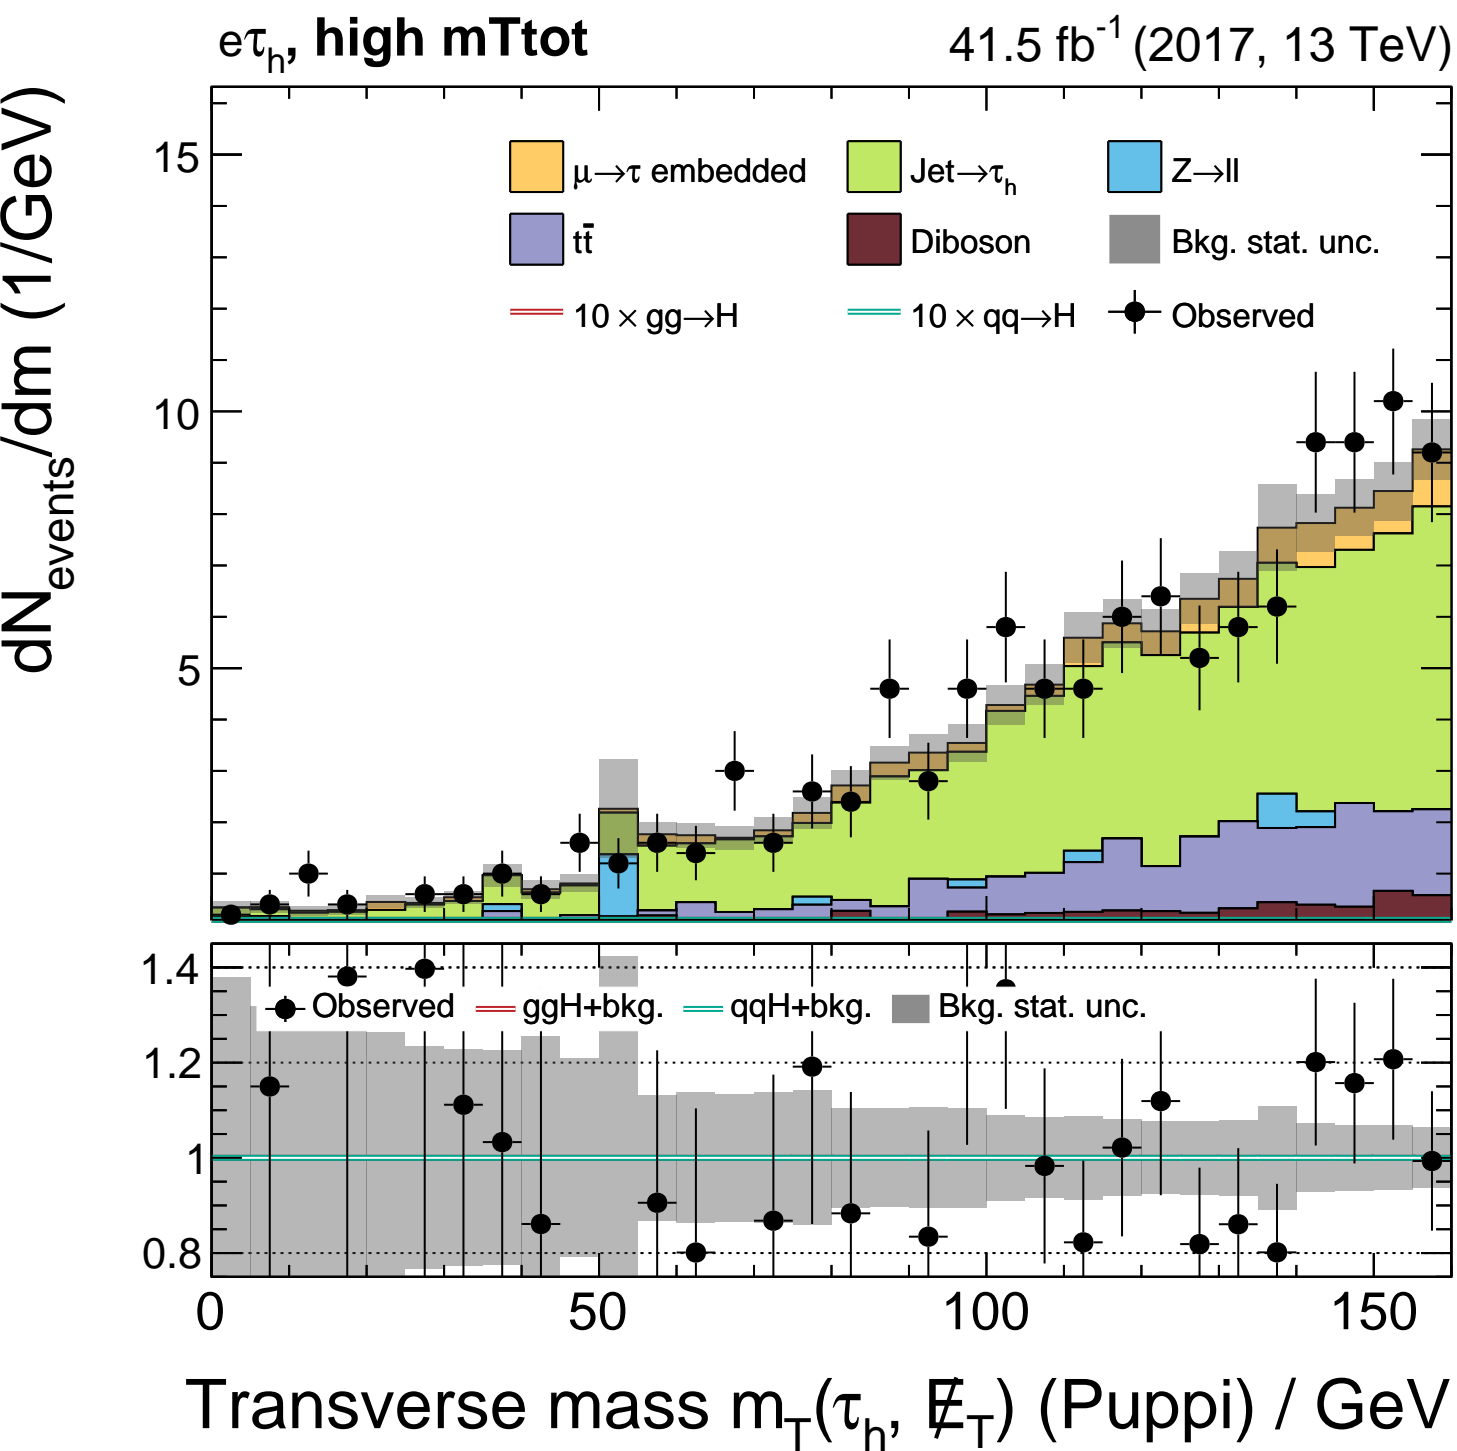 eτh, high mTtot 41.5 fb-1 (2017, 13 TeV)
dNevents/dm (1/GeV)
15
10
5
μ→τ embedded Jet→τh Z→ll
tt̄ Diboson Bkg. stat. unc.
10 × gg→H 10 × qq→H Observed
1.4
1.2
1
0.8
Observed ggH+bkg. qqH+bkg. Bkg. stat. unc.
0 50 100 150
Transverse mass mT(τh, E̸T) (Puppi) / GeV